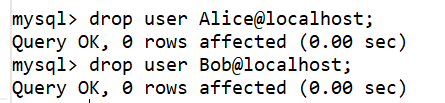 mysql> drop user Alice@localhost;
Query OK, 0 rows affected (0.00 sec)
mysql> drop user Bob@localhost;
Query OK, 0 rows affected (0.00 sec)